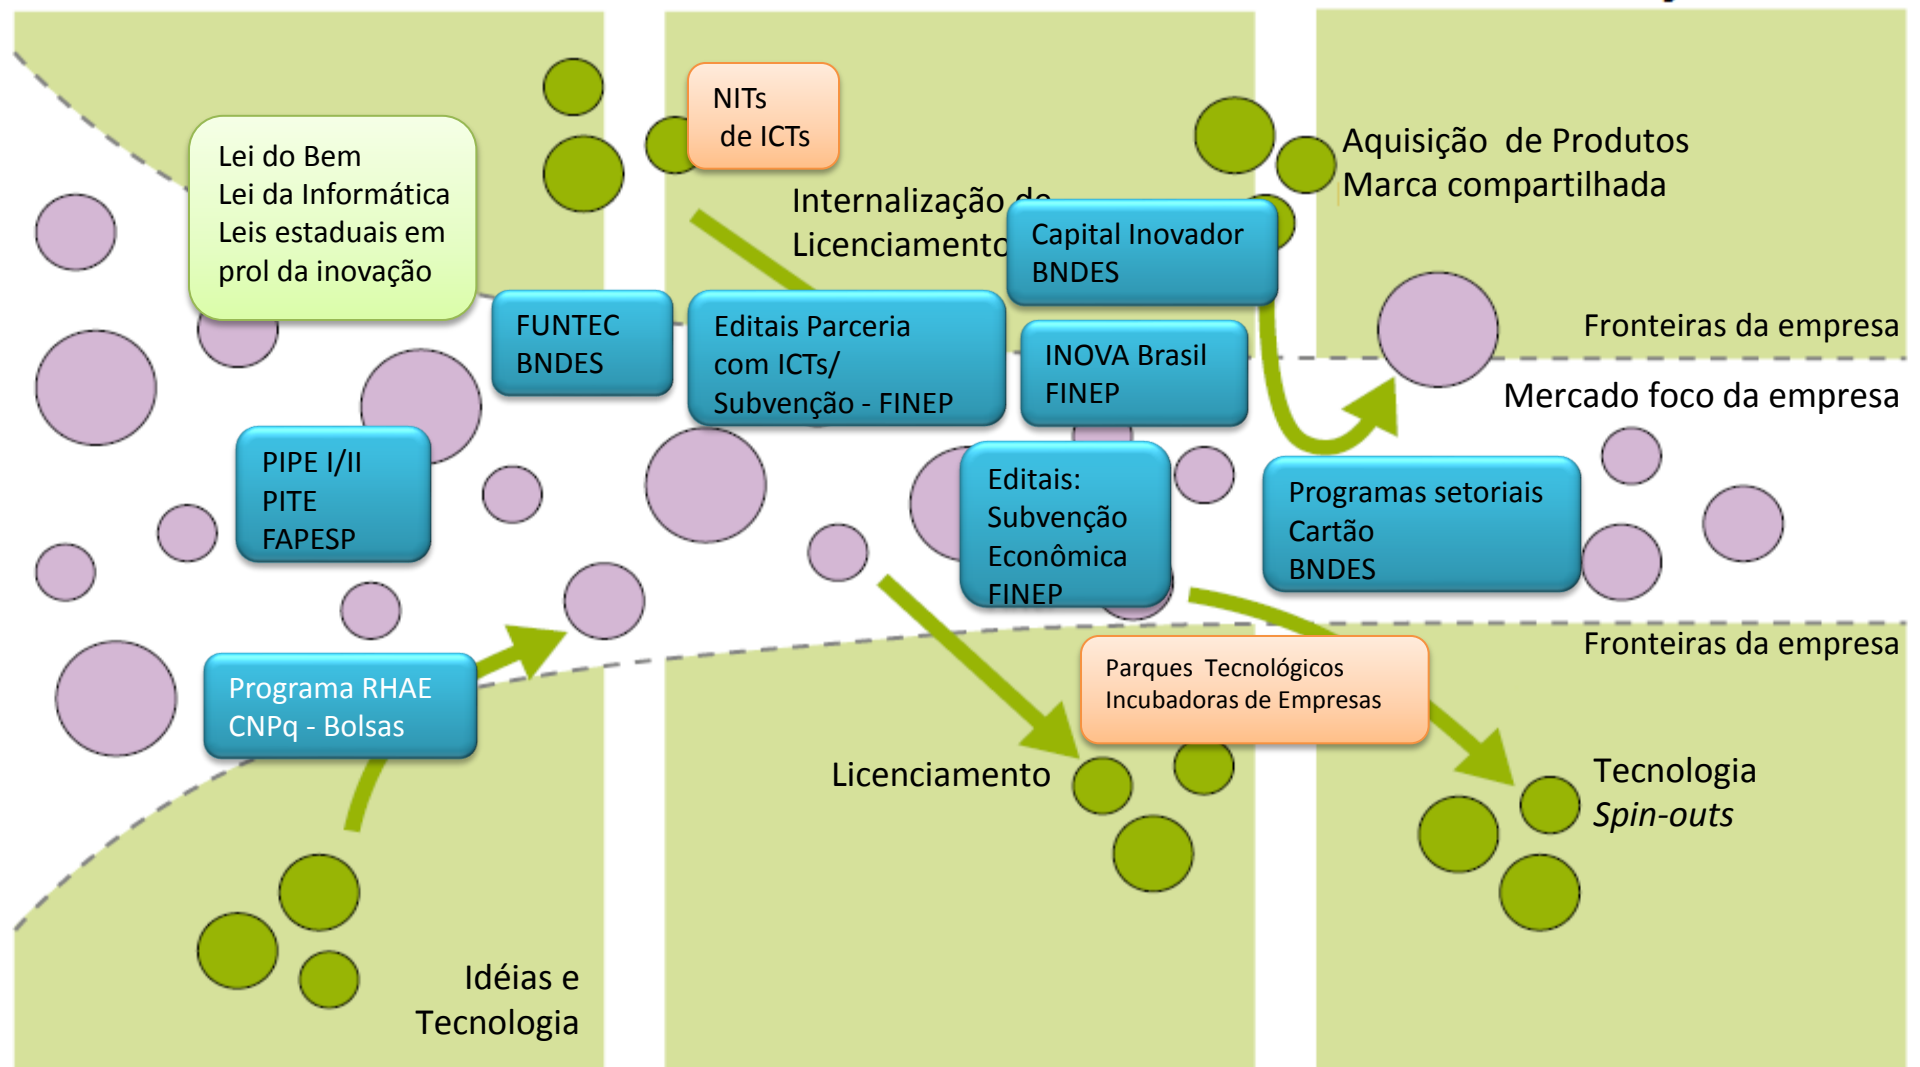 NITs
de ICTs
Lei do Bem
Lei da Informática
Leis estaduais em
prol da inovação
Aquisição de Produtos
Marca compartilhada
Internalização de
Licenciamento
Capital Inovador
BNDES
FUNTEC
BNDES
Editais Parceria
com ICTs/
Subvenção - FINEP
INOVA Brasil
FINEP
Fronteiras da empresa
Mercado foco da empresa
PIPE I/II
PITE
FAPESP
Editais:
Subvenção
Econômica
FINEP
Programas setoriais
Cartão
BNDES
Fronteiras da empresa
Programa RHAE
CNPq - Bolsas
Parques Tecnológicos
Incubadoras de Empresas
Licenciamento
Tecnologia
Spin-outs
Idéias e
Tecnologia